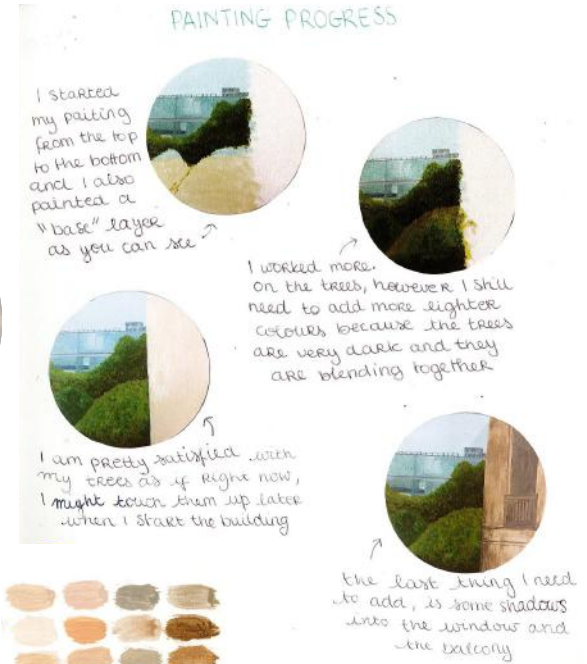 PAINTING PROGRESS
I started
my paiting
from the top
to the bottom
and I also
painted a
"base" layer
as you can see
I worked more.
on the trees, however I still
need to add more lighter
colours because the trees
are very dark and they
are blending together
I am pretty satisfied with
my trees as if right now,
I might touch them up later
when I start the building
the last thing I need
to add, is some shadows
into the window and
the balcony